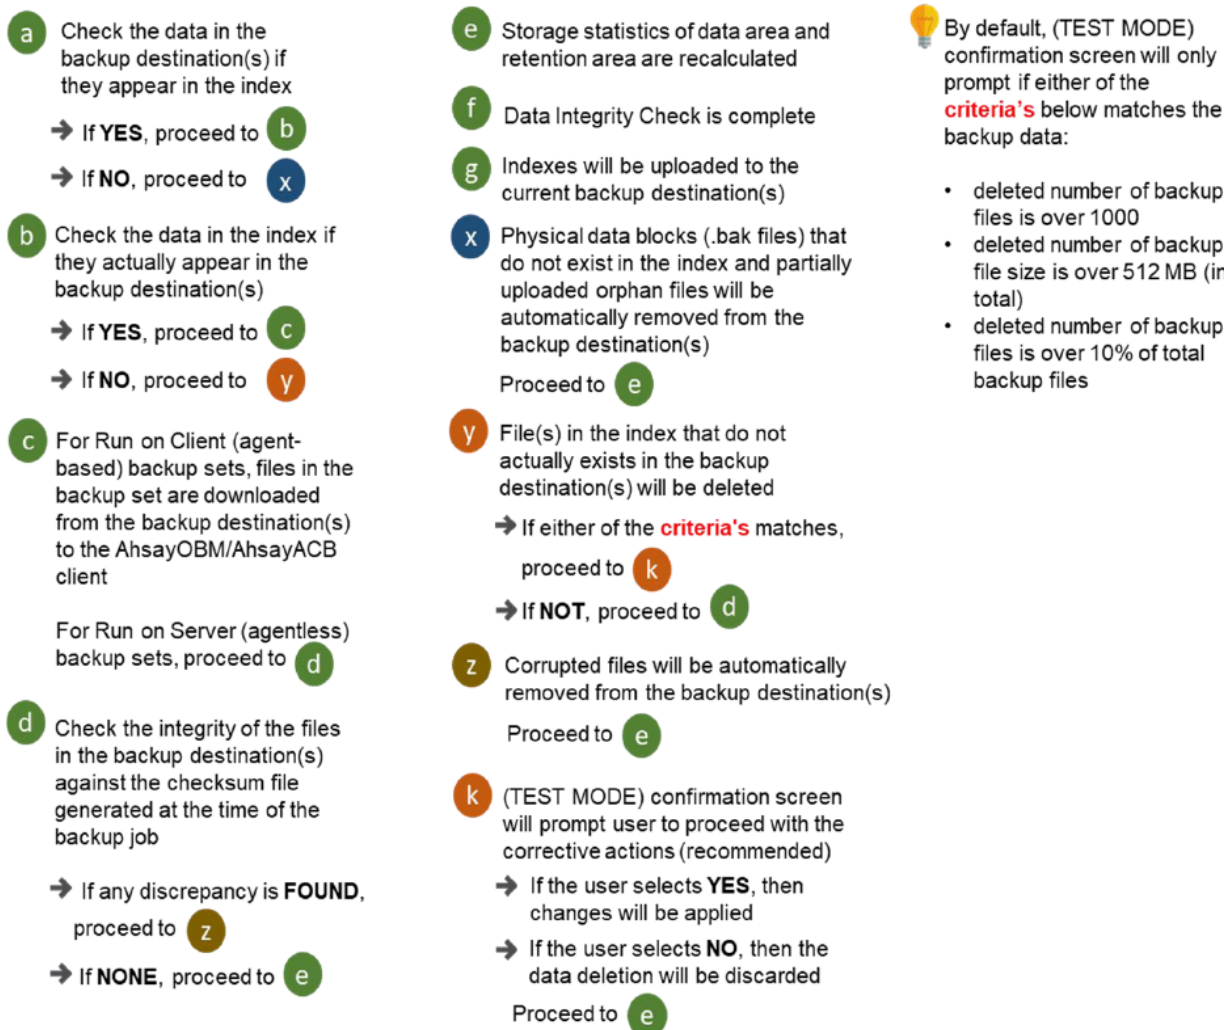 a Check the data in the
backup destination(s) if
they appear in the index
➔ If YES, proceed to b
➔ If NO, proceed to x
b Check the data in the index if
they actually appear in the
backup destination(s)
➔ If YES, proceed to c
➔ If NO, proceed to y
c For Run on Client (agent-
based) backup sets, files in the
backup set are downloaded
from the backup destination(s)
to the AhsayOBM/AhsayACB
client
For Run on Server (agentless)
backup sets, proceed to d
d Check the integrity of the files
in the backup destination(s)
against the checksum file
generated at the time of the
backup job
➔ If any discrepancy is FOUND,
proceed to z
➔ If NONE, proceed to e
e Storage statistics of data area and
retention area are recalculated
f Data Integrity Check is complete
g Indexes will be uploaded to the
current backup destination(s)
x Physical data blocks (.bak files) that
do not exist in the index and partially
uploaded orphan files will be
automatically removed from the
backup destination(s)
Proceed to e
y File(s) in the index that do not
actually exists in the backup
destination(s) will be deleted
➔ If either of the criteria's matches,
proceed to k
➔ If NOT, proceed to d
z Corrupted files will be automatically
removed from the backup destination(s)
Proceed to e
k (TEST MODE) confirmation screen
will prompt user to proceed with the
corrective actions (recommended)
➔ If the user selects YES, then
changes will be applied
➔ If the user selects NO, then the
data deletion will be discarded
Proceed to e
By default, (TEST MODE)
confirmation screen will only
prompt if either of the
criteria's below matches the
backup data:
• deleted number of backup
files is over 1000
• deleted number of backup
file size is over 512 MB (in
total)
• deleted number of backup
files is over 10% of total
backup files